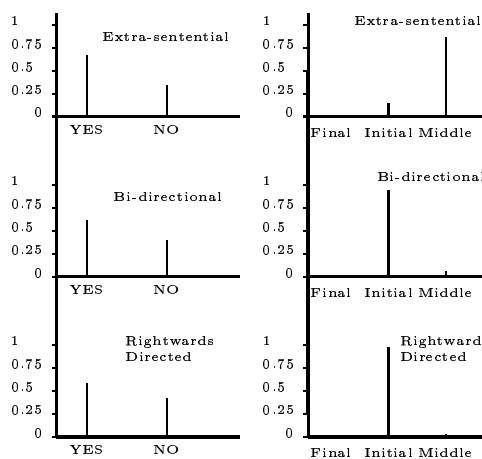 1
Extra-sentential
0.75
0.5
0.25
0
YES NO
1
Extra-sentential
0.75
0.5
0.25
0
Final Initial Middle
1
Bi-directional
0.75
0.5
0.25
0
YES NO
1
Bi-directional
0.75
0.5
0.25
0
Final Initial Middle
1
Rightwards
Directed
0.75
0.5
0.25
0
YES NO
1
Rightward
Directed
0.75
0.5
0.25
0
Final Initial Middle